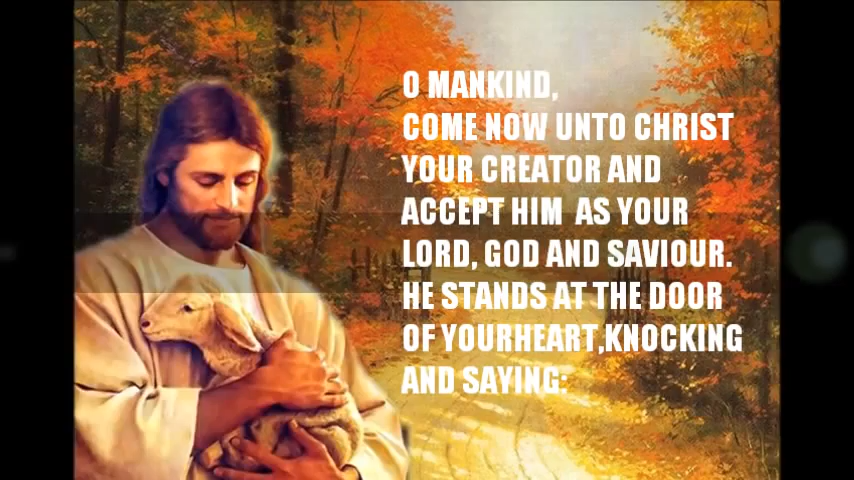 O MANKIND,
COME NOW UNTO CHRIST
YOUR CREATOR AND
ACCEPT HIM  AS YOUR
LORD, GOD AND SAVIOUR.
HE STANDS AT THE DOOR
OF YOURHEART,KNOCKING
AND SAYING: